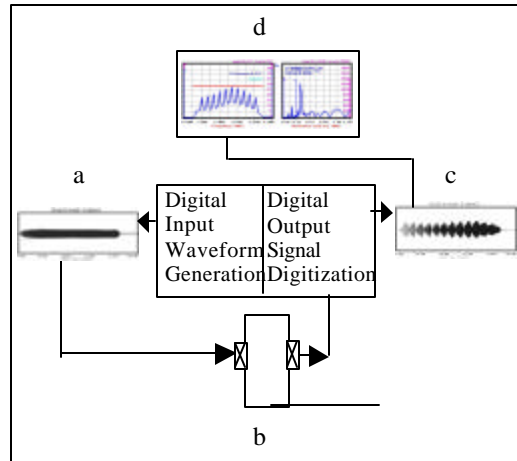 d
a
c
Digital
Input
Waveform
Generation
Digital
Output
Signal
Digitization
b